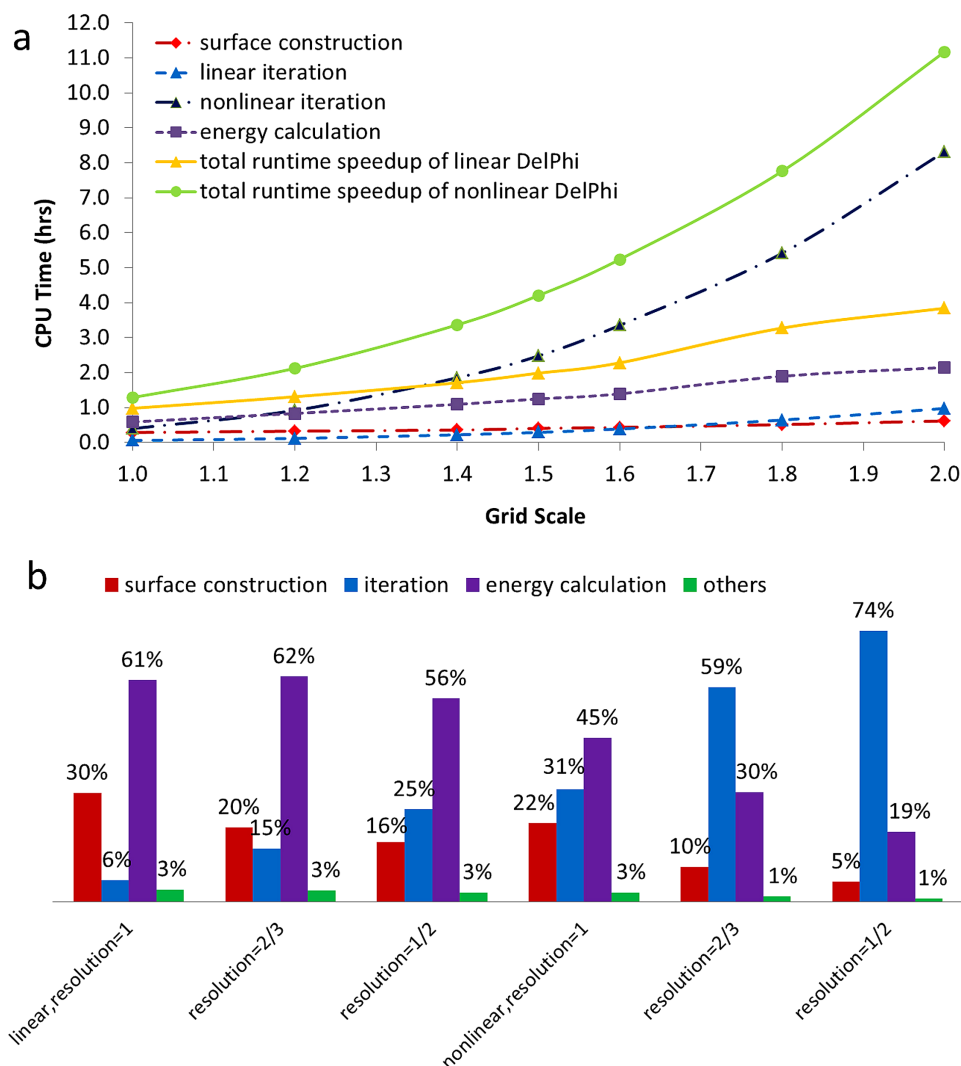 a
12.0
11.0
10.0
9.0
8.0
7.0
6.0
5.0
4.0
3.0
2.0
1.0
0.0
CPU Time (hrs)
surface construction
linear iteration
nonlinear iteration
energy calculation
total runtime speedup of linear DelPhi
total runtime speedup of nonlinear DelPhi
1.0 1.1 1.2 1.3 1.4 1.5 1.6 1.7 1.8 1.9 2.0
Grid Scale
b
surface construction iteration energy calculation others
30% 6% 61% 3%
20% 15% 62% 3%
16% 25% 56% 3%
22% 31% 45% 3%
10% 59% 30% 1%
5% 74% 19% 1%
linear,resolution=1
resolution=2/3
resolution=1/2
nonlinear,resolution=1
resolution=2/3
resolution=1/2